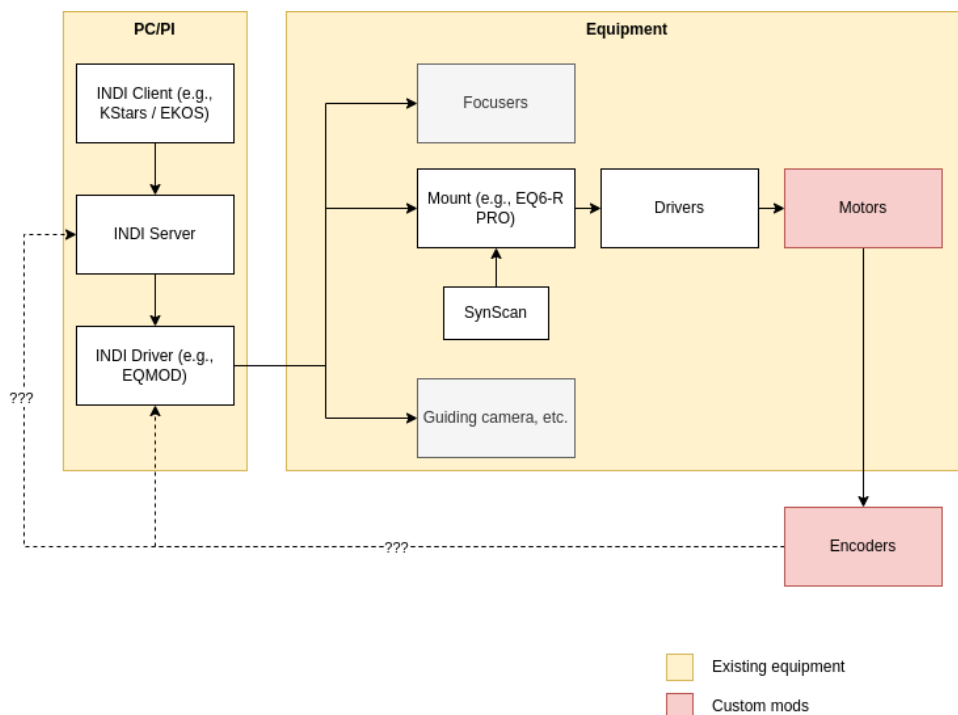 PC/PI
Equipment
INDI Client (e.g.,
KStars / EKOS)
Focusers
INDI Server
Mount (e.g., EQ6-R
PRO)
Drivers
Motors
SynScan
INDI Driver (e.g.,
EQMOD)
???
Guiding camera, etc.
???
Encoders
Existing equipment
Custom mods